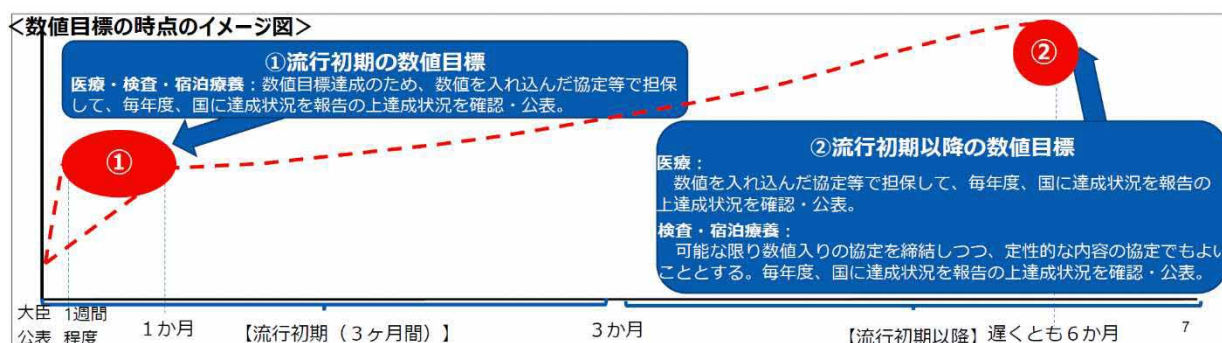 ＜数値目標の時点のイメージ図＞
①流行初期の数値目標
医療・検査・宿泊療養：数値目標達成のため、数値を入れ込んだ協定等で担保
して、毎年度、国に達成状況を報告の上達成状況を確認・公表。
①
②
②流行初期以降の数値目標
医療：
数値を入れ込んだ協定等で担保して、毎年度、国に達成状況を報告の
上達成状況を確認・公表。
検査・宿泊療養：
可能な限り数値入りの協定を締結しつつ、定性的な内容の協定でもよい
こととする。毎年度、国に達成状況を報告の上達成状況を確認・公表。
大臣
公表
1週間
程度
１か月
【流行初期（３ヶ月間）】
３か月
【流行初期以降】
遅くとも６か月
7